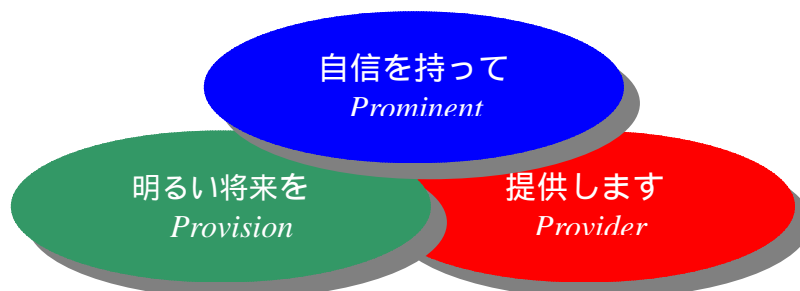 自信を持って
Prominent
明るい将来を
Provision
提供します
Provider